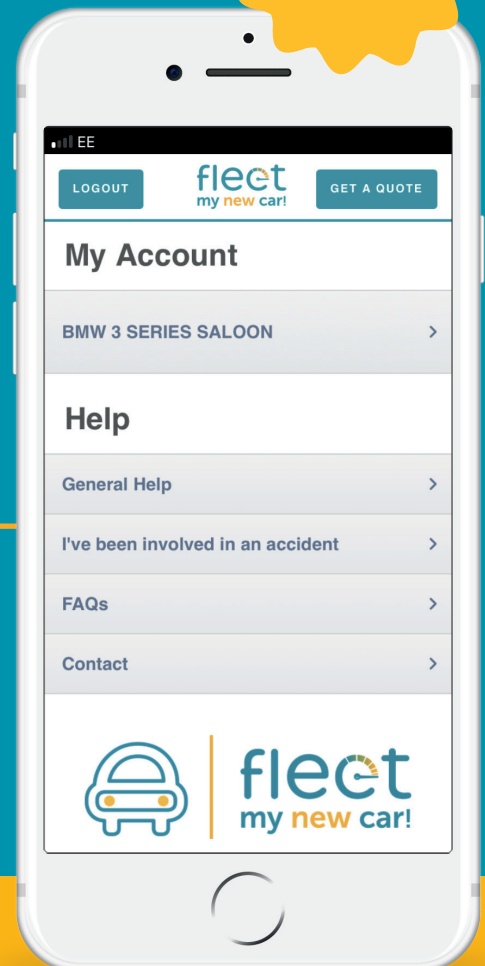 EE
LOGOUT
fleet
my new car!
GET A QUOTE
My Account
BMW 3 SERIES SALOON
Help
General Help
I've been involved in an accident
FAQs
Contact
fleet
my new car!